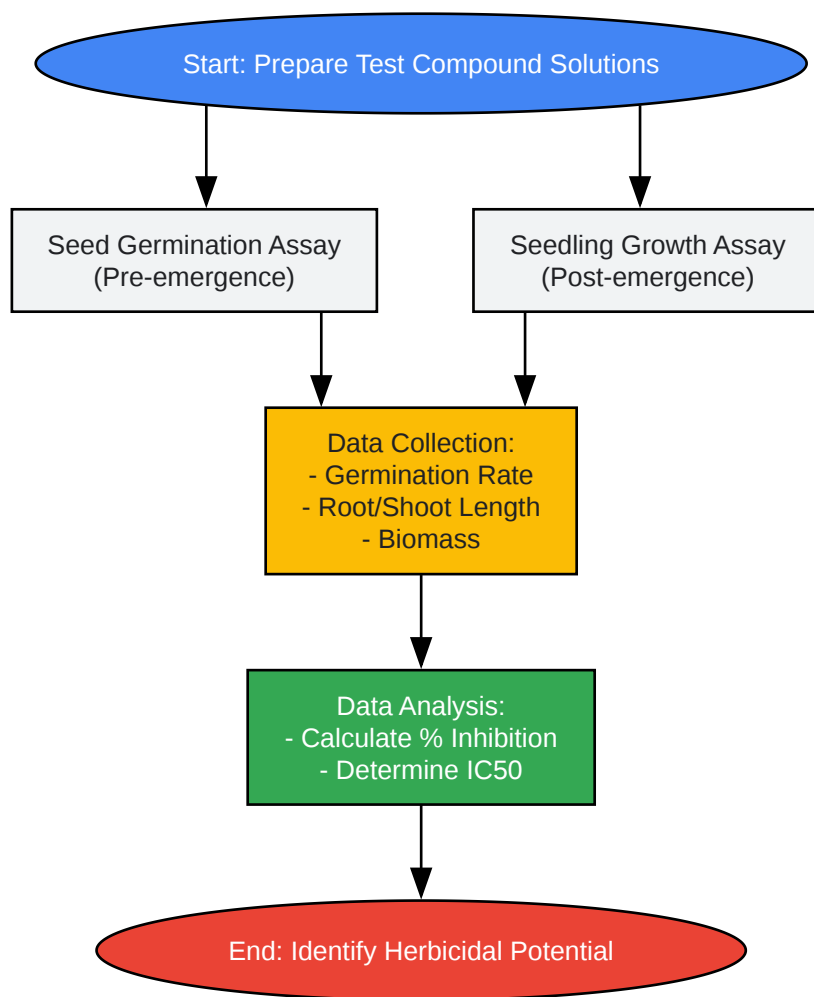 Start: Prepare Test Compound Solutions
Seed Germination Assay
(Pre-emergence)
Seedling Growth Assay
(Post-emergence)
Data Collection:
- Germination Rate
- Root/Shoot Length
- Biomass
Data Analysis:
- Calculate % Inhibition
- Determine IC50
End: Identify Herbicidal Potential